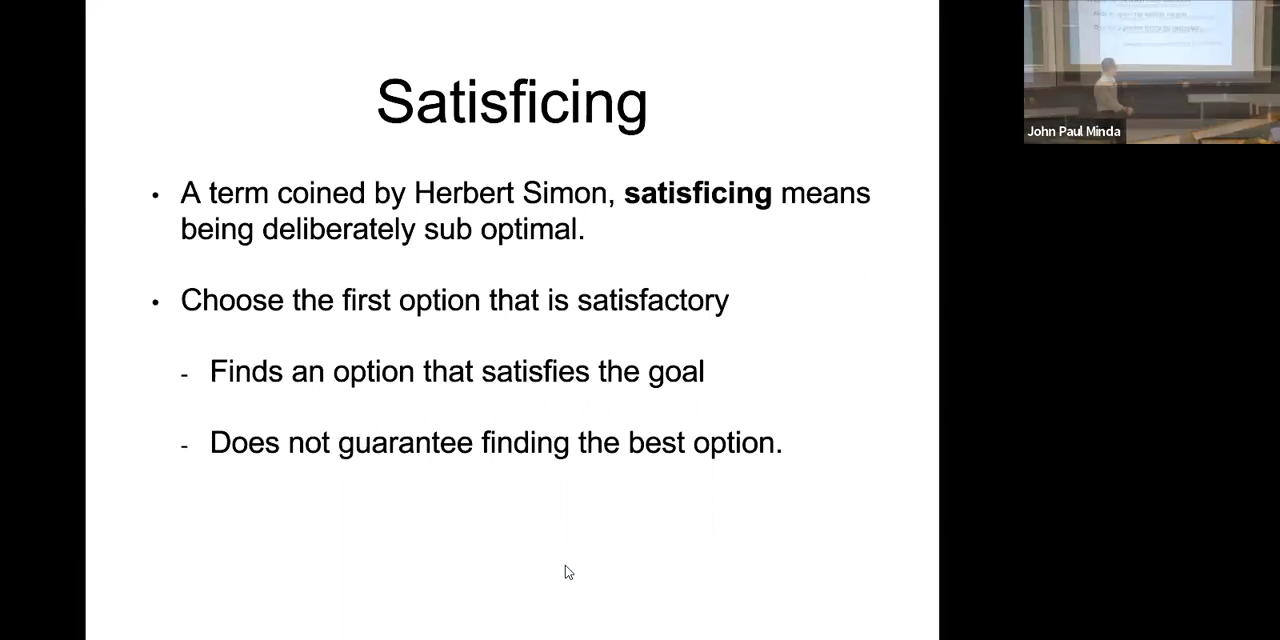 Satisficing
• A term coined by Herbert Simon, satisficing means
being deliberately sub optimal.
• Choose the first option that is satisfactory
- Finds an option that satisfies the goal
- Does not guarantee finding the best option.
John Paul Minda